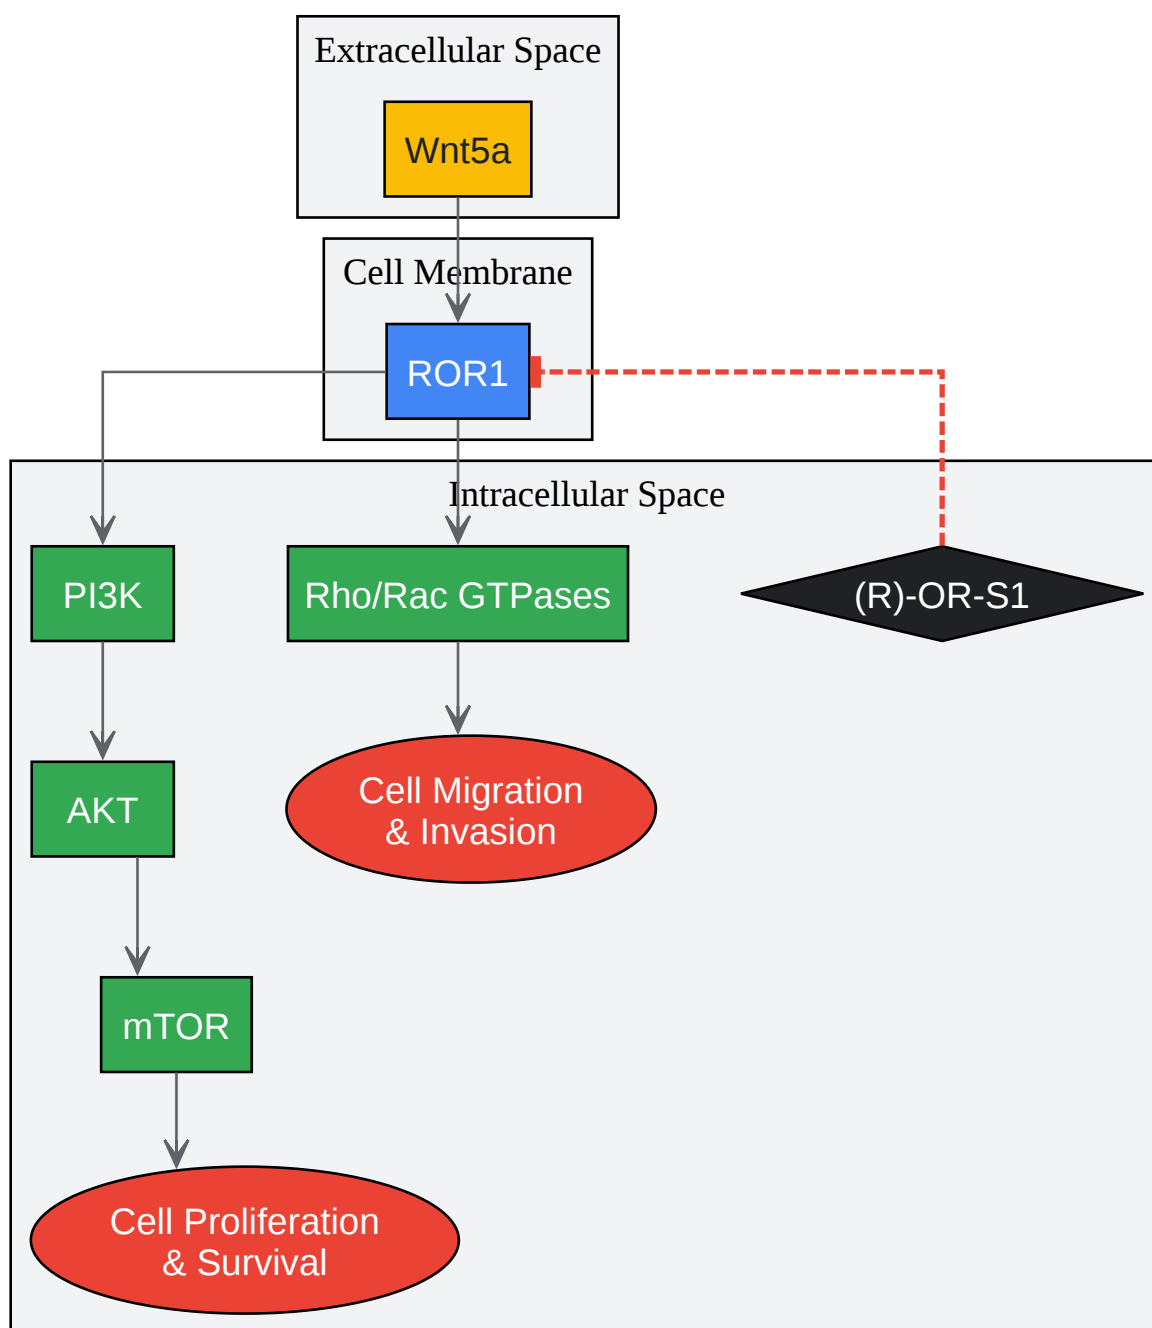 Extracellular Space
Wnt5a
Cell Membrane
ROR1
Intracellular Space
PI3K
Rho/Rac GTPases
(R)-OR-S1
AKT
Cell Migration
& Invasion
mTOR
Cell Proliferation
& Survival